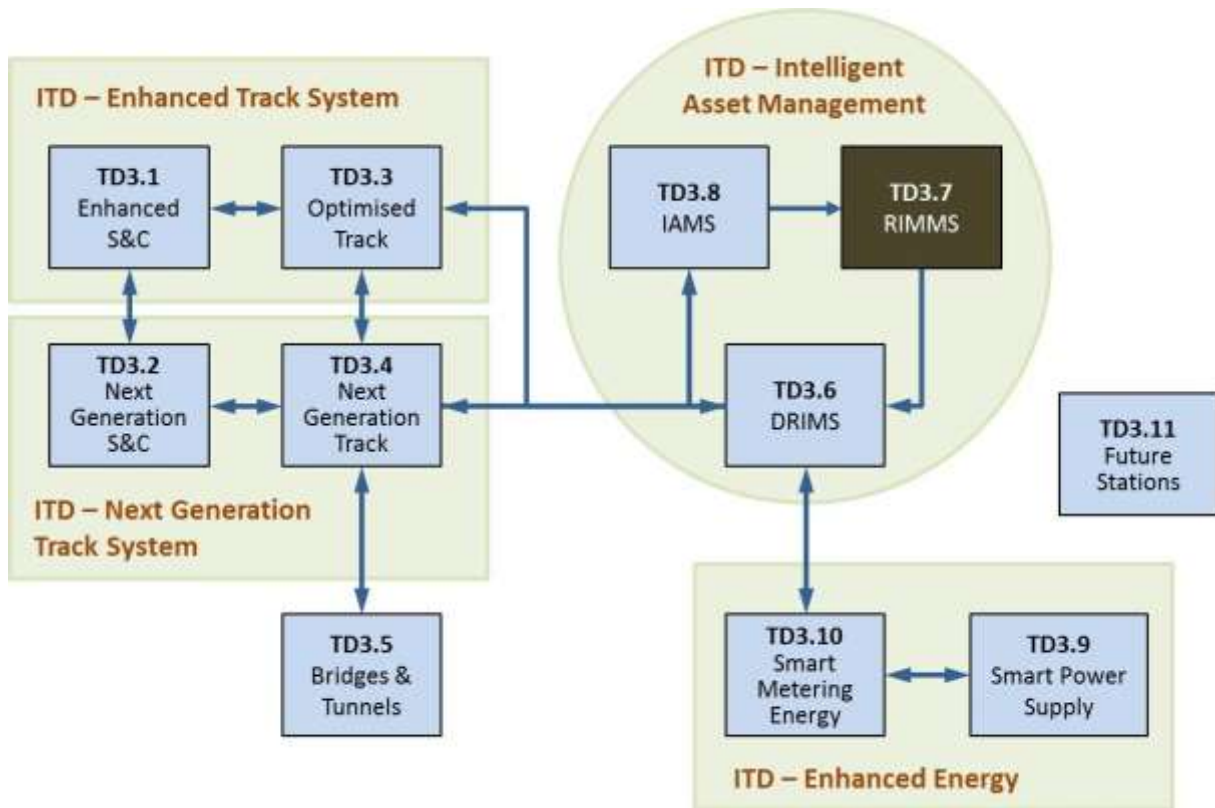 ITD – Enhanced Track System
TD3.1
Enhanced
S&C
TD3.3
Optimised
Track
TD3.2
Next
Generation
S&C
TD3.4
Next
Generation
Track
ITD – Next Generation
Track System
TD3.5
Bridges &
Tunnels
ITD – Intelligent
Asset Management
TD3.8
IAMS
TD3.7
RIMMS
TD3.6
DRIMS
TD3.11
Future
Stations
TD3.10
Smart
Metering
Energy
TD3.9
Smart Power
Supply
ITD – Enhanced Energy